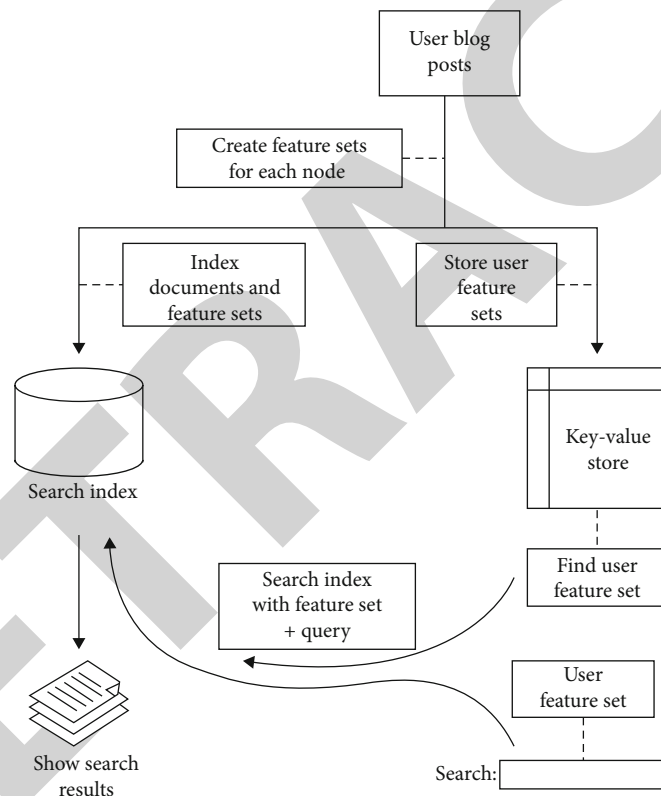 User blog
posts
Create feature sets
for each node
Index
documents and
feature sets
Store user
feature
sets
Search index
Key-value
store
Search index
with feature set
+ query
Find user
feature set
User
feature set
Show search
results
Search:
ETRAC